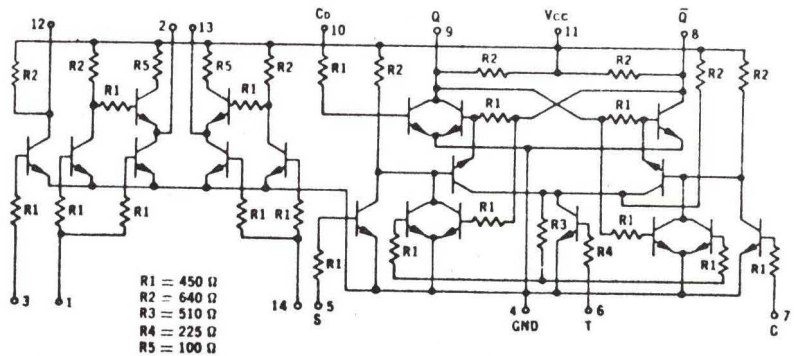 CD Q VCC Q̅
12 2 13 10 9 11 8
R2 R2 R5 R5 R2 R1 R2 R2 R2 R2 R2
R1 R1 R1 R1 R1
R1 R1 R1 R1 R1 R1 R1 R3 R1
R1 R1 R4 R1 R1
3 1 14 5 4 6 7
S GND T C
R1 = 450 Ω
R2 = 640 Ω
R3 = 510 Ω
R4 = 225 Ω
R5 = 100 Ω